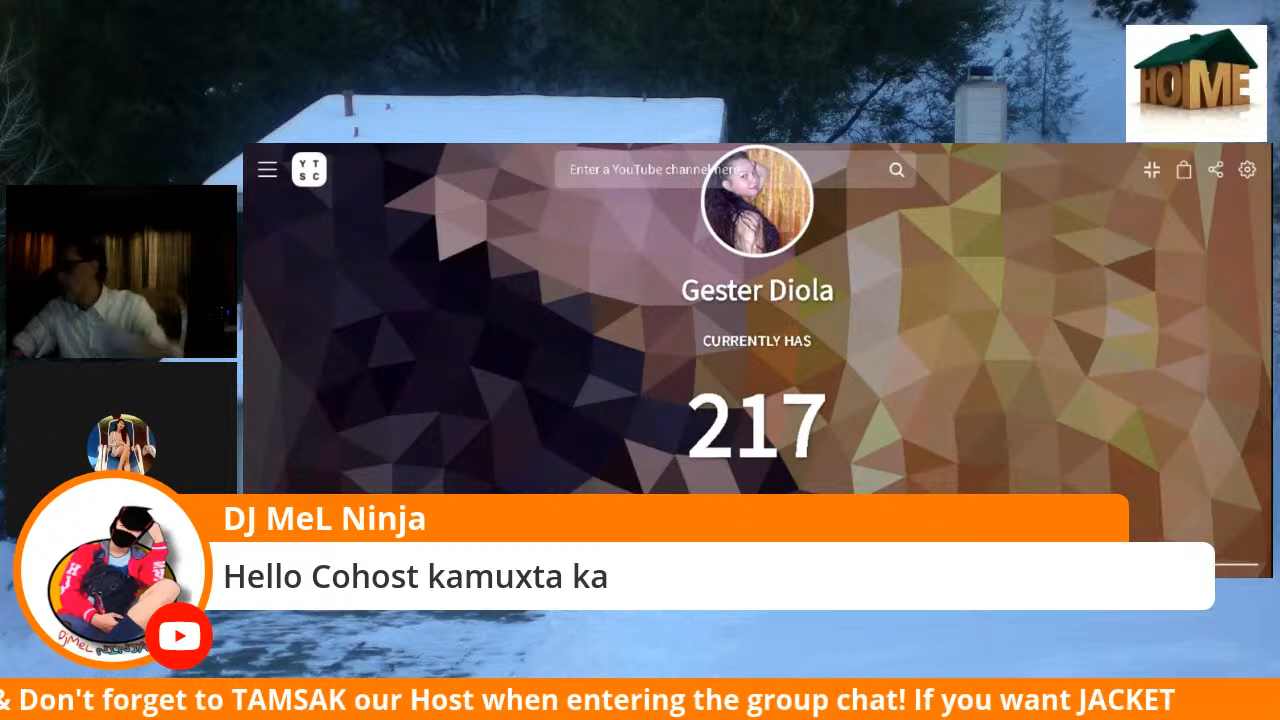 HOME
Y T
S C
Enter a YouTube channel here...
Gester Diola
CURRENTLY HAS
217
DJ MeL Ninja
Hello Cohost kamuxta ka
& Don't forget to TAMSAK our Host when entering the group chat! If you want JACKET